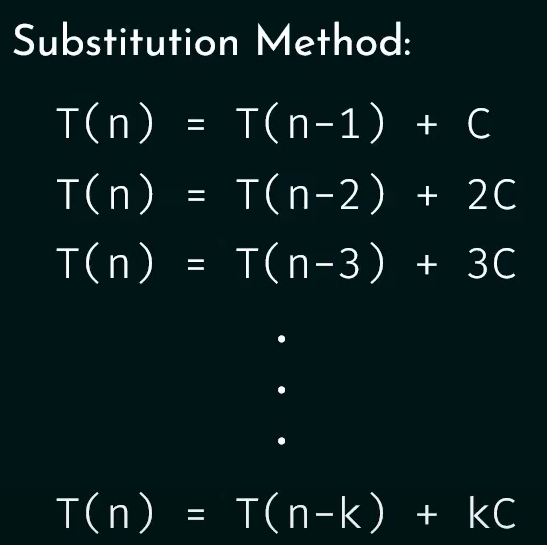 Substitution Method:
T(n) = T(n-1) + C
T(n) = T(n-2) + 2C
T(n) = T(n-3) + 3C
.
.
.
T(n) = T(n-k) + kC